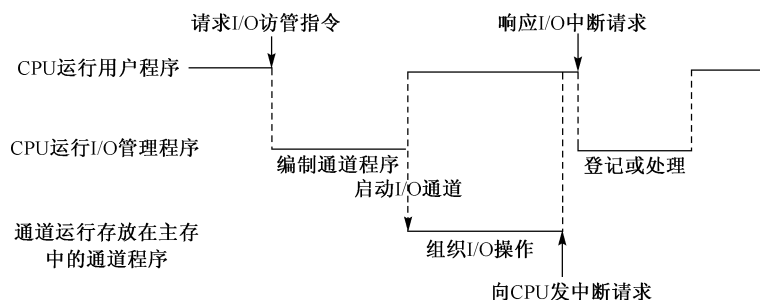 请求I/O访管指令
响应I/O中断请求
CPU运行用户程序
CPU运行I/O管理程序
编制通道程序
登记或处理
启动I/O通道
通道运行存放在主存
中的通道程序
组织I/O操作
向CPU发中断请求